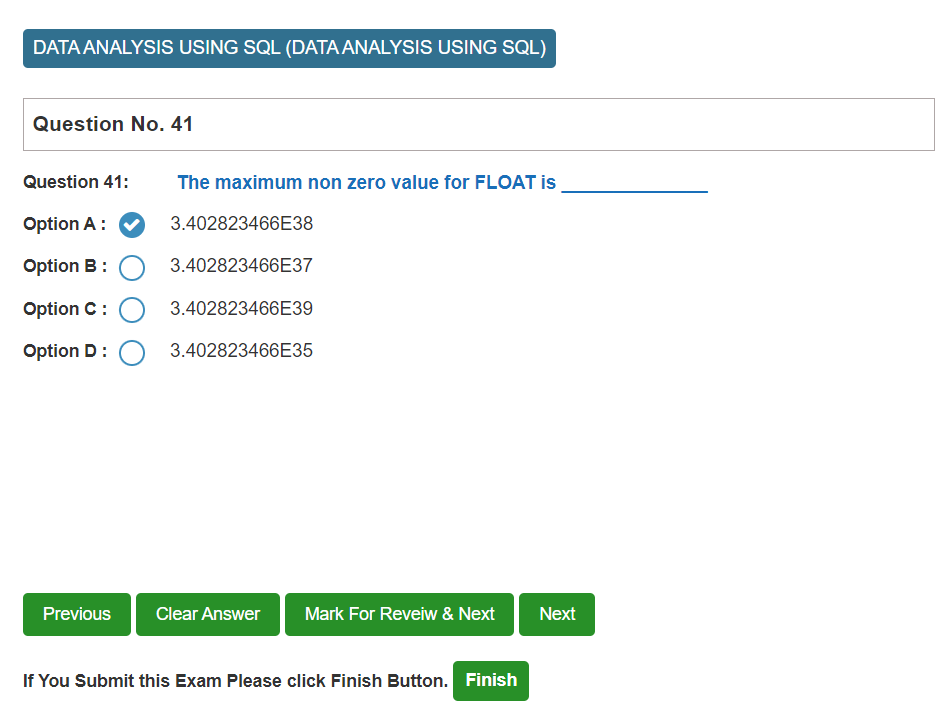 DATA ANALYSIS USING SQL (DATA ANALYSIS USING SQL)
Question No. 41
Question 41: The maximum non zero value for FLOAT is ______________
Option A : 3.402823466E38
Option B : 3.402823466E37
Option C : 3.402823466E39
Option D : 3.402823466E35
Previous Clear Answer Mark For Reveiw & Next Next
If You Submit this Exam Please click Finish Button. Finish